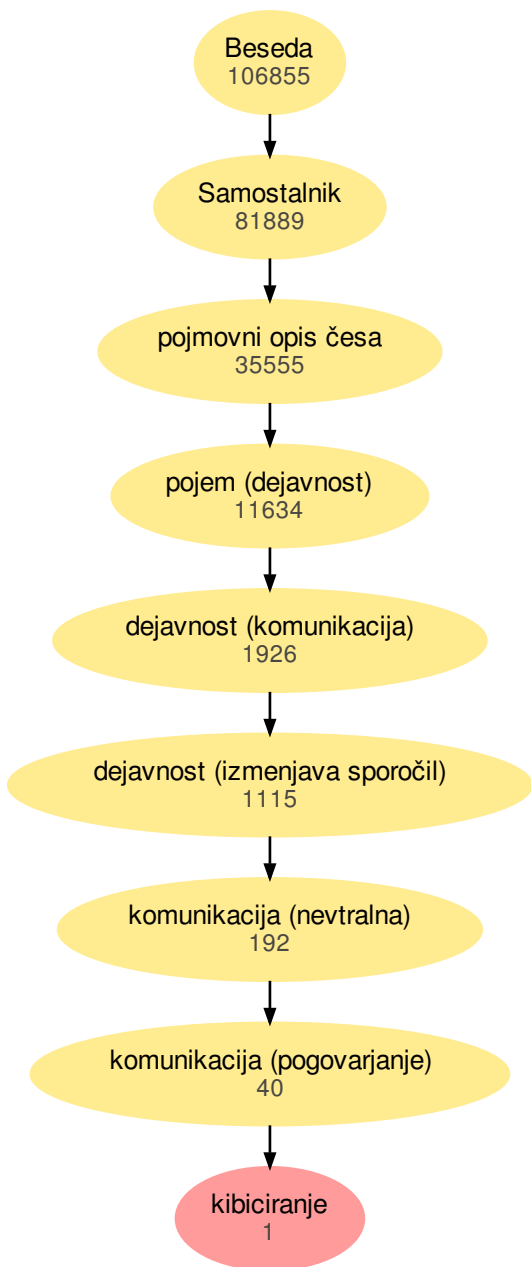 Beseda
106855
Samostalnik
81889
pojmovni opis česa
35555
pojem (dejavnost)
11634
dejavnost (komunikacija)
1926
dejavnost (izmenjava sporočil)
1115
komunikacija (nevtralna)
192
komunikacija (pogovarjanje)
40
kibiciranje
1